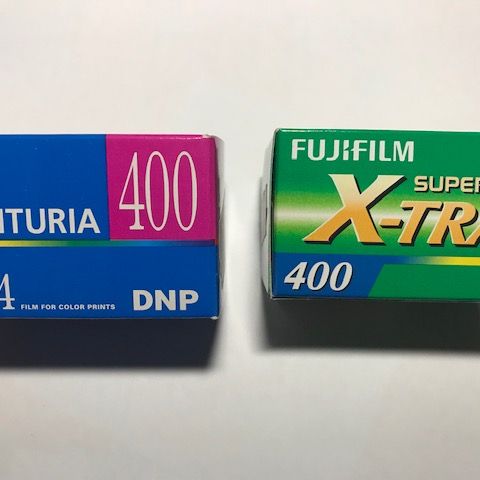 400
ITURIA
4 FILM FOR COLOR PRINTS DNP
FUJIFILM
SUPER
X-TRA
400